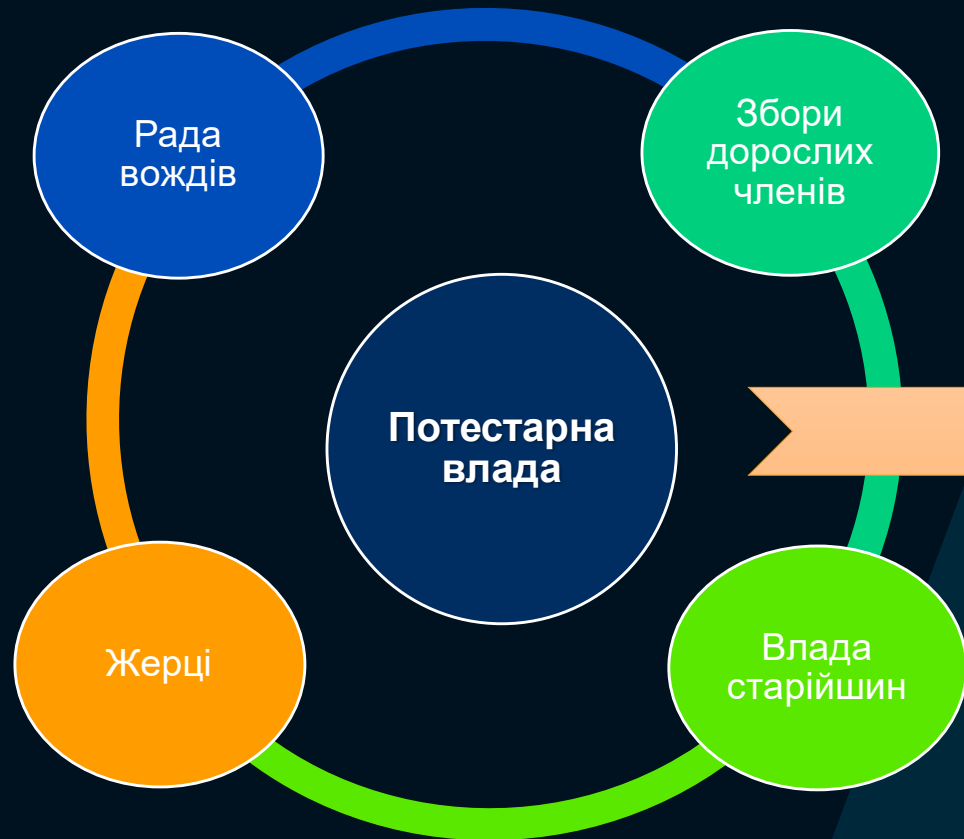 Рада
вождів
Збори
дорослих
членів
Потестарна
влада
Жерці
Влада
старійшин